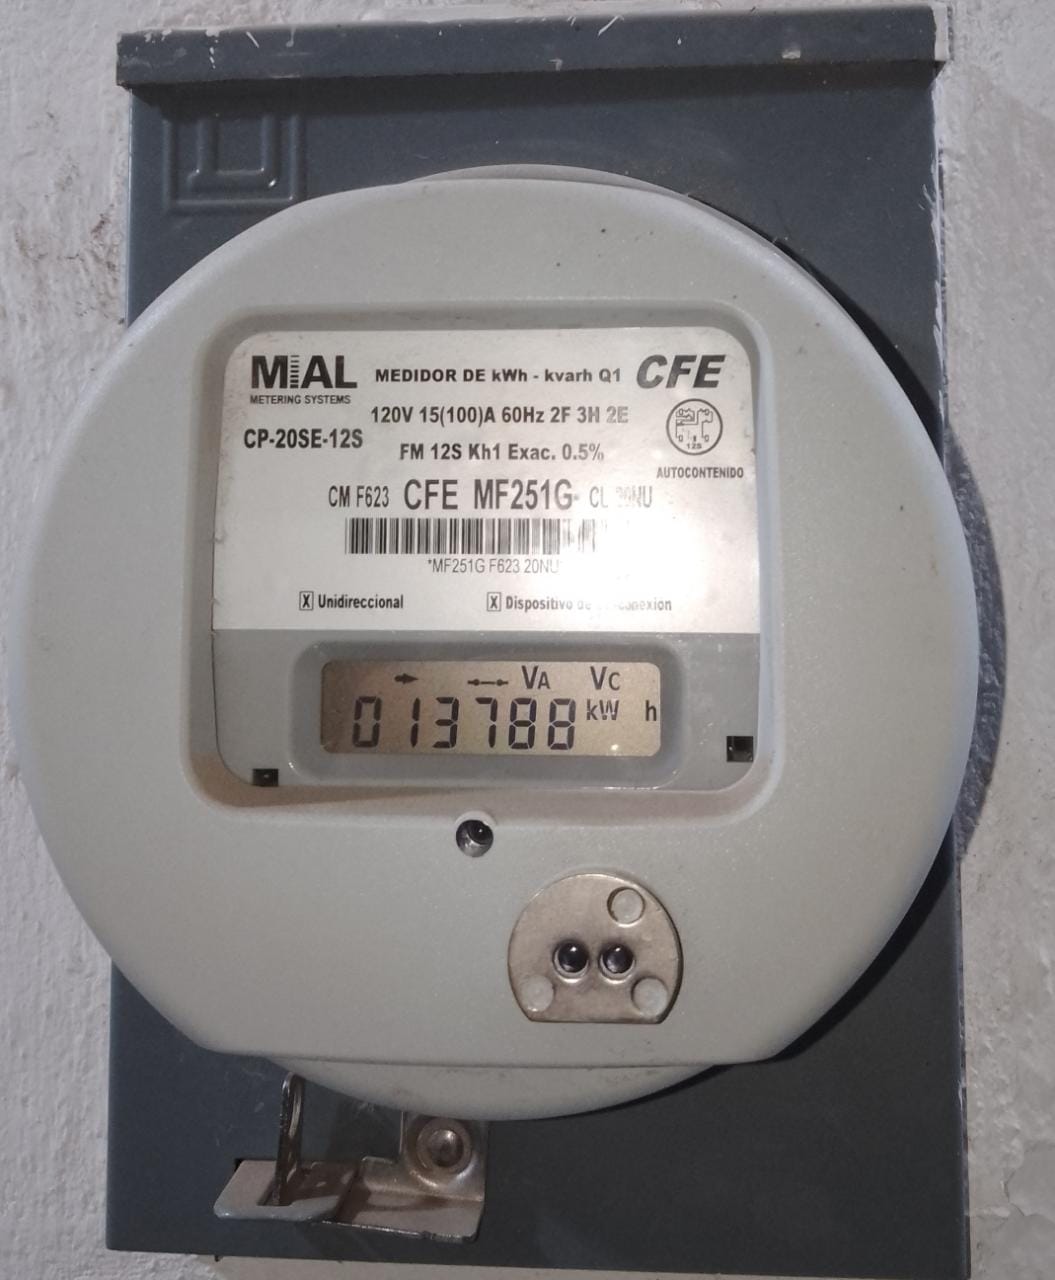 MIAL
METERING SYSTEMS
MEDIDOR DE kWh - kvarh Q1
CFE
120V 15(100)A 60Hz 2F 3H 2E
CP-20SE-12S
FM 12S Kh1 Exac. 0.5%
12S
AUTOCONTENIDO
CM F623 CFE MF251G
*MF251G F623 20NU
X Unidireccional
X Dispositivo
VA VC
013788 kW h